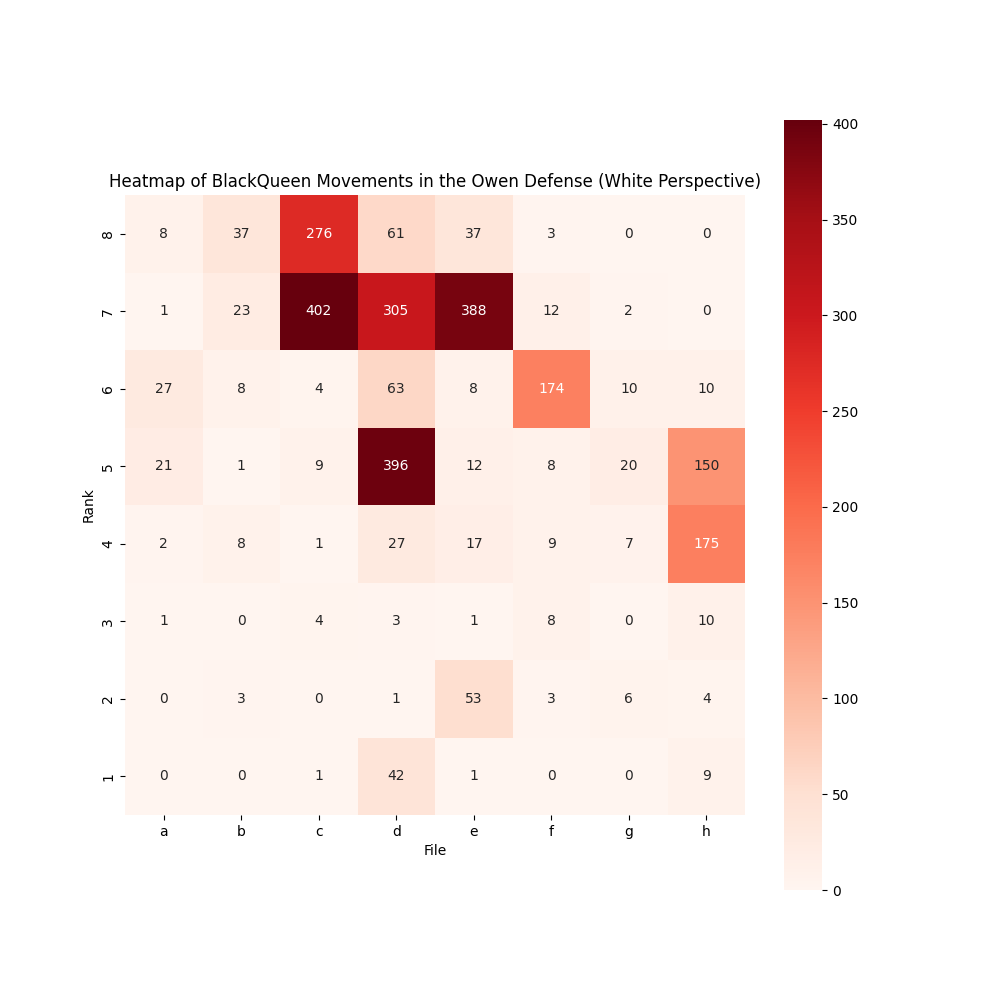 Heatmap of BlackQueen Movements in the Owen Defense (White Perspective)
8 8 37 276 61 37 3 0 0
7 1 23 402 305 388 12 2 0
6 27 8 4 63 8 174 10 10
5 21 1 9 396 12 8 20 150
Rank
4 2 8 1 27 17 9 7 175
3 1 0 4 3 1 8 0 10
2 0 3 0 1 53 3 6 4
1 0 0 1 42 1 0 0 9
a b c d e f g h
File
400
350
300
250
200
150
100
50
0